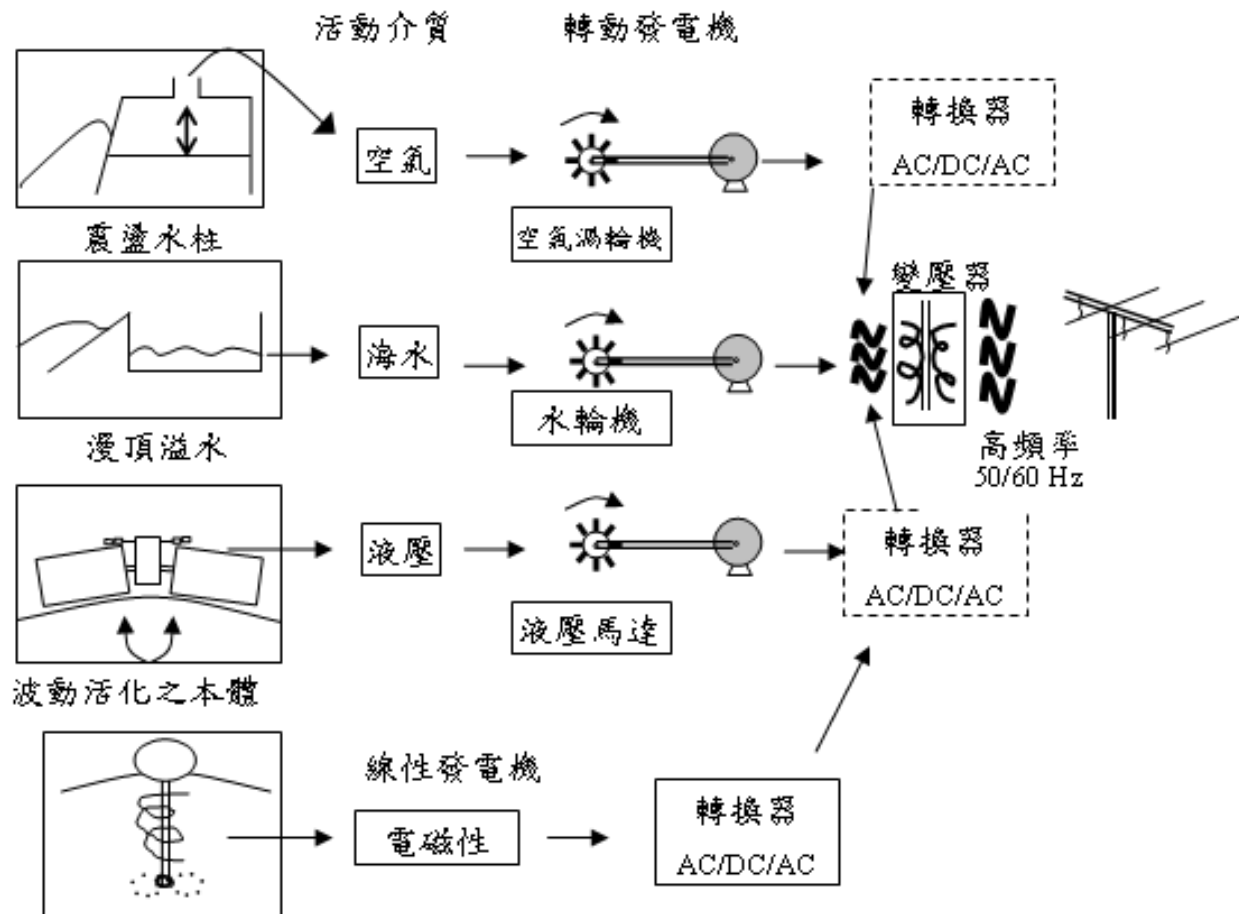 活動介質
轉動發電機
轉換器
AC/DC/AC
空氣
震盪水柱
空氣渦輪機
變壓器
海水
水輪機
漫頂溢水
高頻率
50/60 Hz
液壓
轉換器
AC/DC/AC
液壓馬達
波動活化之本體
線性發電機
電磁性
轉換器
AC/DC/AC